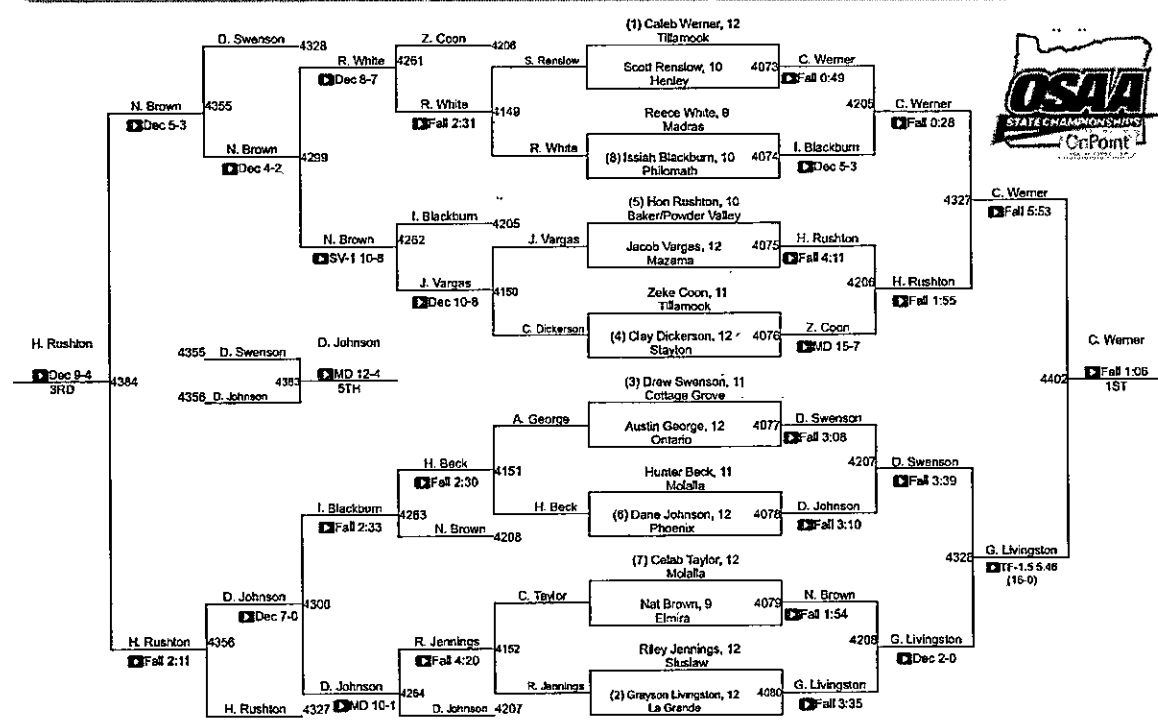 OSAA
STATE CHAMPIONSHIPS
OnPoint
D. Swenson 4328
N. Brown 4355
Dec 5-3
N. Brown 4299
Dec 4-2
R. White 4261
Dec 8-7
Z. Coon 4206
R. White 4149
Fall 2:31
S. Renslow
R. White
N. Brown 4262
SV-1 10-8
I. Blackburn 4205
J. Vargas 4150
Dec 10-8
J. Vargas
C. Dickerson
(1) Caleb Werner, 12
Tillamook
Scott Renslow, 10 4073
Henley
Reece White, 9
Madras
(8) Issiah Blackburn, 10 4074
Philomath
(5) Hon Rushton, 10
Baker/Powder Valley
Jacob Vargas, 12 4075
Mazama
Zeke Coon, 11
Tillamook
(4) Clay Dickerson, 12 4076
Stayton
C. Werner
Fall 0:49
4205
I. Blackburn
Dec 5-3
C. Werner
Fall 0:28
4327
H. Rushton
Fall 4:11
4206
Z. Coon
MD 15-7
H. Rushton
Fall 1:55
C. Werner
Fall 5:53
4402
C. Werner
Fall 1:06
1ST
H. Rushton
Dec 9-4 4384
3RD
4355 D. Swenson
4383
4356 D. Johnson
D. Johnson
MD 12-4
5TH
A. George
H. Beck 4151
Fall 2:30
H. Beck
I. Blackburn 4263
Fall 2:33
N. Brown 4208
D. Johnson 4300
Dec 7-0
H. Rushton 4356
Fall 2:11
H. Rushton 4327
D. Johnson 4264
MD 10-1
R. Jennings 4152
Fall 4:20
D. Johnson 4207
C. Taylor
R. Jennings
(3) Drew Swenson, 11
Cottage Grove
Austin George, 12 4077
Ontario
Hunter Beck, 11
Molalla
(6) Dane Johnson, 12 4078
Phoenix
(7) Celab Taylor, 12
Molalla
Nat Brown, 9 4079
Elmira
Riley Jennings, 12
Siuslaw
(2) Grayson Livingston, 12 4080
La Grande
D. Swenson
Fall 3:08
4207
D. Johnson
Fall 3:10
D. Swenson
Fall 3:39
4328
N. Brown
Fall 1:54
4208
G. Livingston
Fall 3:35
G. Livingston
Dec 2-0
G. Livingston
TF-1.5 5:46
(16-0)